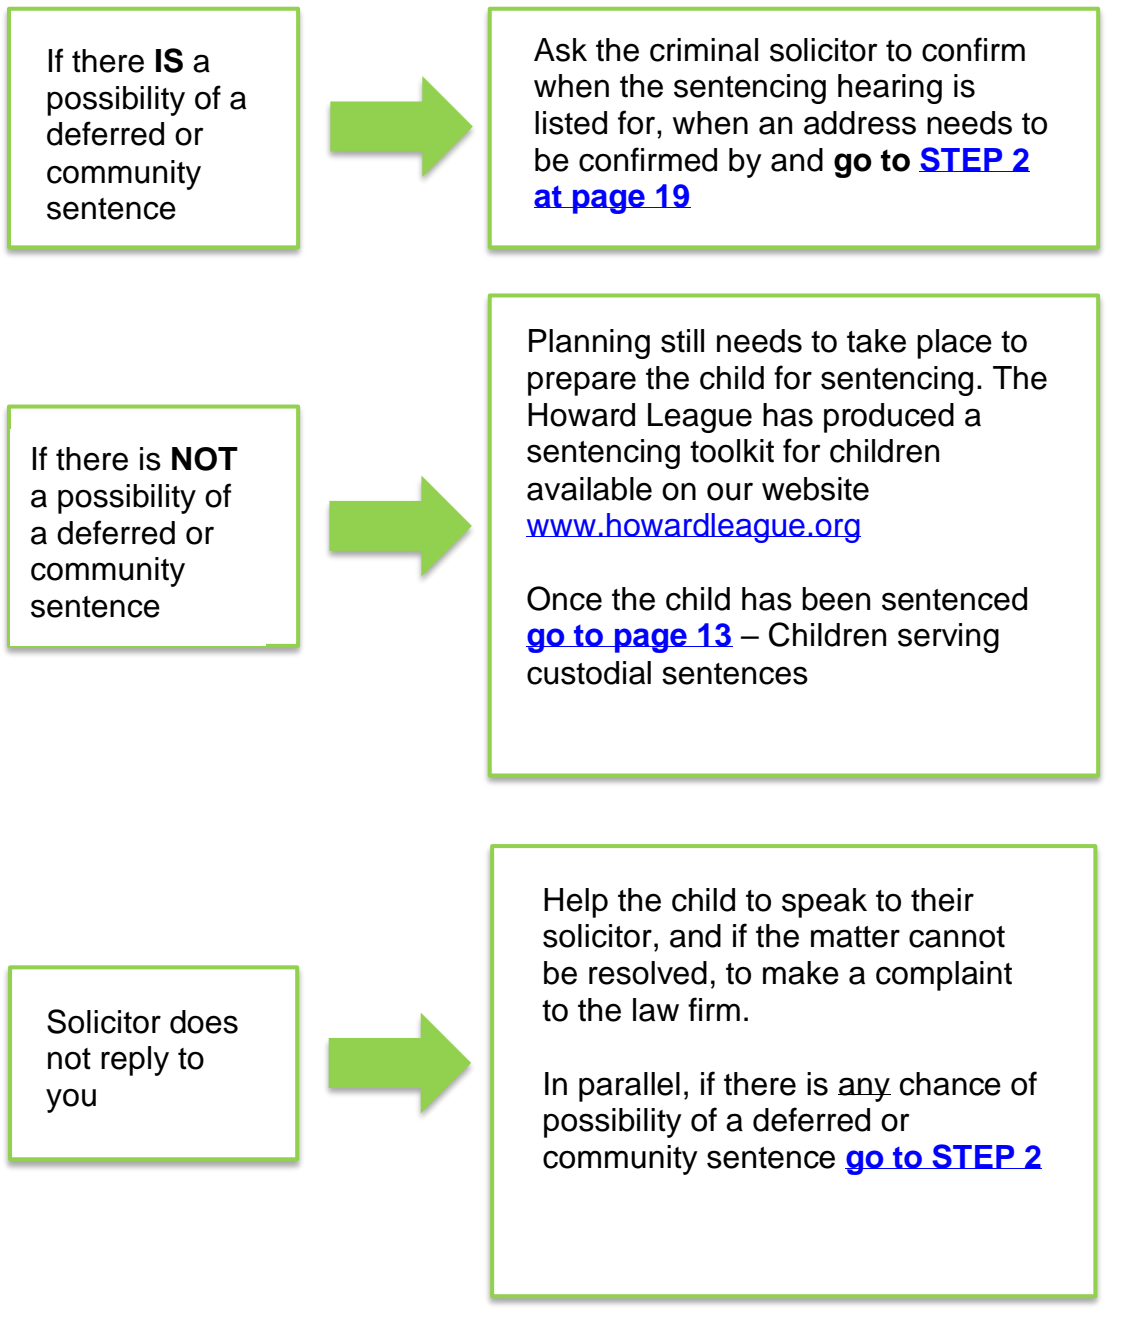 If there IS a
possibility of a
deferred or
community
sentence
Ask the criminal solicitor to confirm
when the sentencing hearing is
listed for, when an address needs to
be confirmed by and go to STEP 2
at page 19
If there is NOT
a possibility of
a deferred or
community
sentence
Planning still needs to take place to
prepare the child for sentencing. The
Howard League has produced a
sentencing toolkit for children
available on our website
www.howardleague.org
Once the child has been sentenced
go to page 13 – Children serving
custodial sentences
Solicitor does
not reply to
you
Help the child to speak to their
solicitor, and if the matter cannot
be resolved, to make a complaint
to the law firm.
In parallel, if there is any chance of
possibility of a deferred or
community sentence go to STEP 2